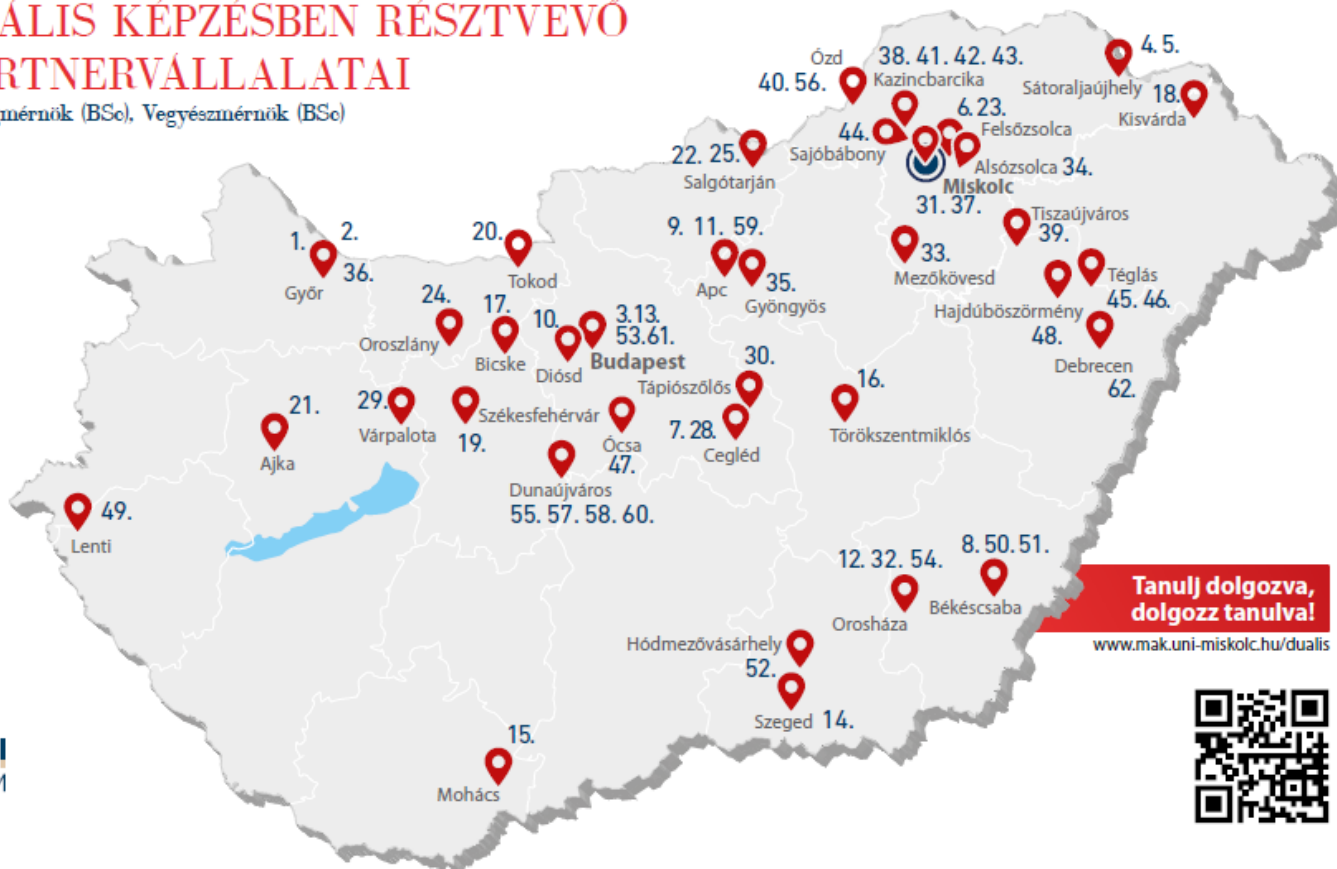 ÁLIS KÉPZÉSBEN RÉSZTVEVŐ
RTNERVÁLLALATAI
mérnök (BSc), Vegyészmérnök (BSc)
Ózd
40. 56.
38. 41. 42. 43.
Kazincbarcika
4. 5.
Sátoraljaújhely
18.
Kisvárda
6. 23.
Felsőzsolca
44.
Sajóbábony
Alsózsolca 34.
Miskolc
31. 37.
22. 25.
Salgótarján
Tiszaújváros
39.
1.
2.
36.
Győr
20.
Tokod
9. 11. 59.
Apc
35.
Gyöngyös
33.
Mezőkövesd
Téglás
45. 46.
Hajdúböszörmény
48.
Debrecen
62.
24.
Oroszlány
17.
Bicske
10.
Diósd
3. 13.
53. 61.
Budapest
30.
Tápiószőlős
16.
Törökszentmiklós
21.
Ajka
29.
Várpalota
Székesfehérvár
19.
Ócsa
47.
7. 28.
Cegléd
Dunaújváros
55. 57. 58. 60.
49.
Lenti
12. 32. 54.
Orosháza
8. 50. 51.
Békéscsaba
Tanulj dolgozva,
dolgozz tanulva!
www.mak.uni-miskolc.hu/dualis
Hódmezővásárhely
52.
Szeged 14.
15.
Mohács